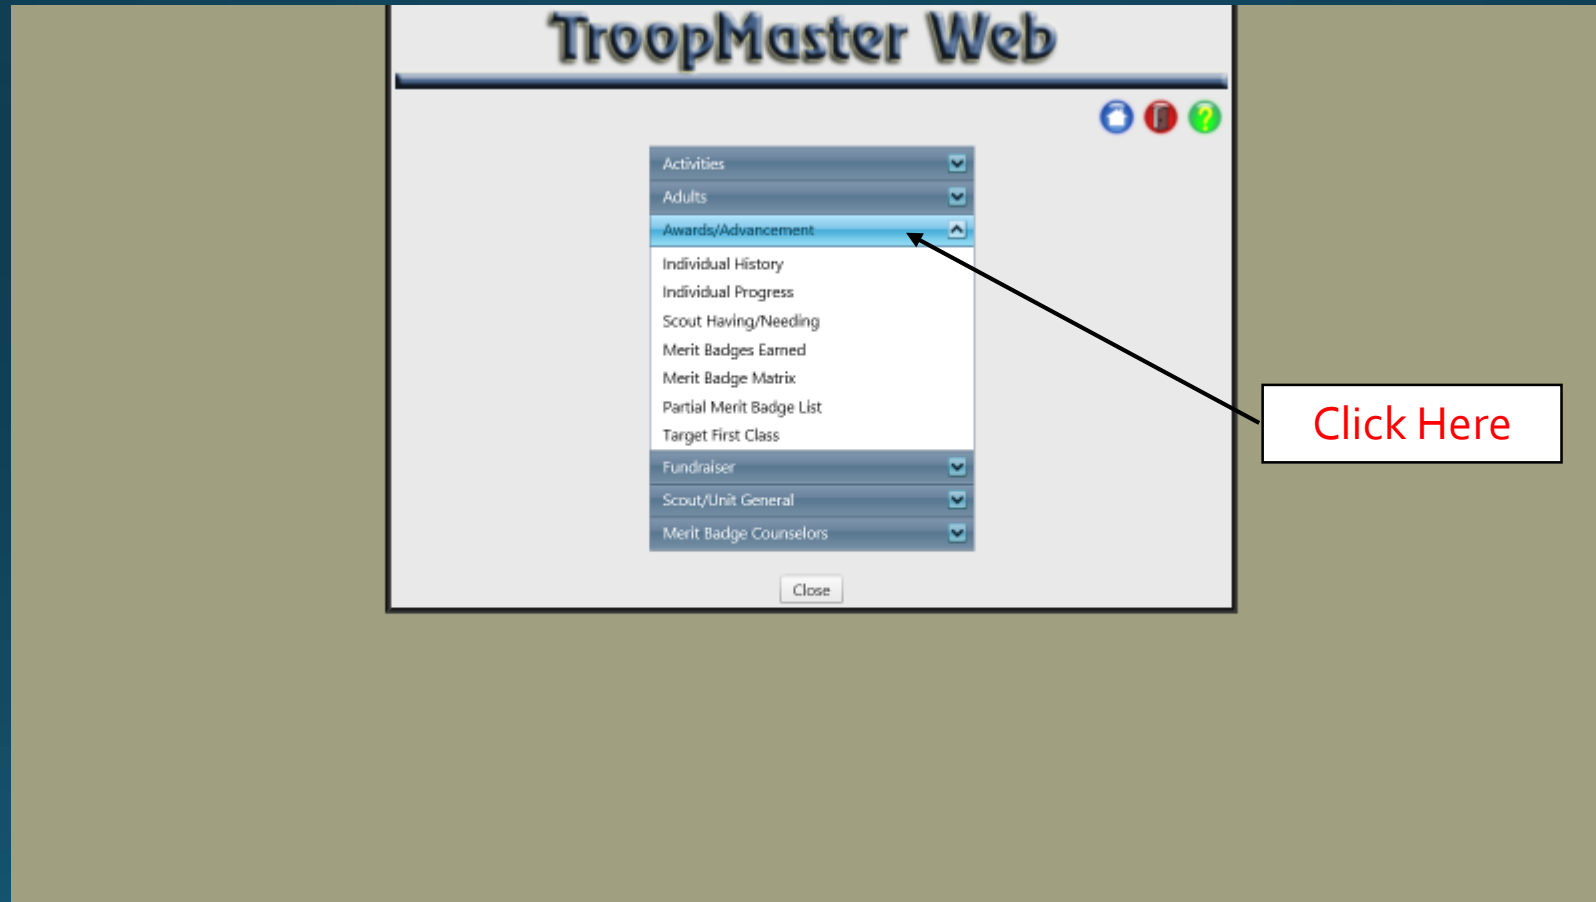 TroopMaster Web
Activities
Adults
Awards/Advancement
Individual History
Individual Progress
Scout Having/Needing
Merit Badges Earned
Merit Badge Matrix
Partial Merit Badge List
Target First Class
Fundraiser
Scout/Unit General
Merit Badge Counselors
Close
Click Here